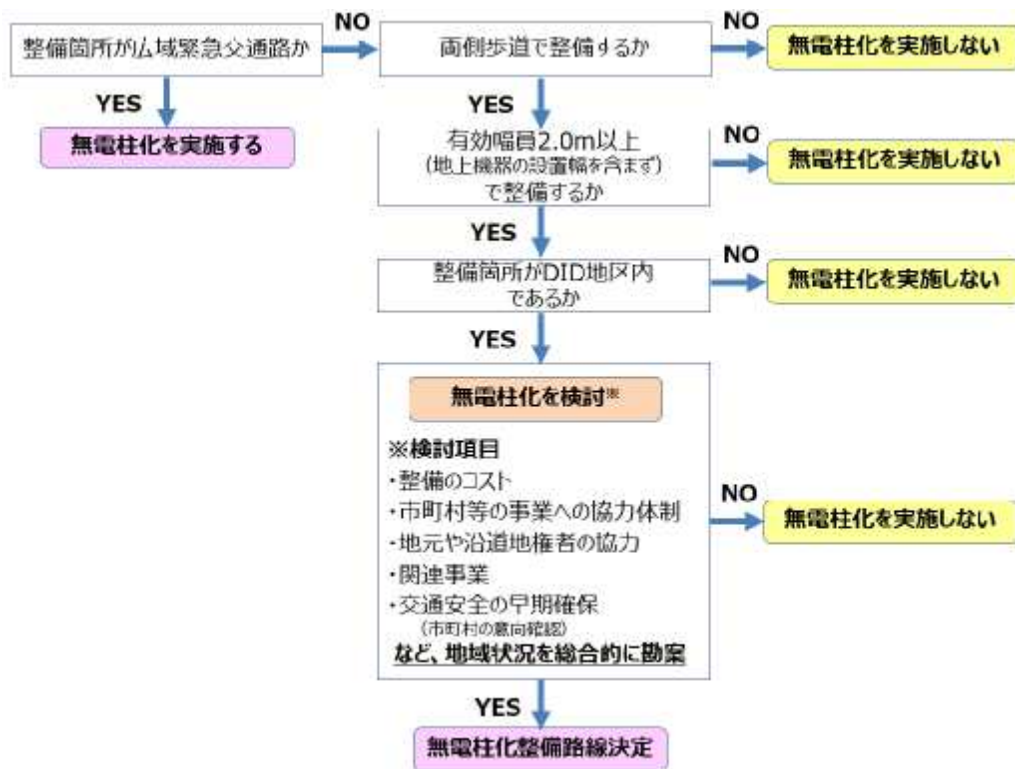 整備箇所が広域緊急交通路か
NO
両側歩道で整備するか
NO
無電柱化を実施しない
YES
無電柱化を実施する
YES
有効幅員2.0m以上
(地上機器の設置幅を含まず)
で整備するか
NO
無電柱化を実施しない
YES
整備箇所がDID地区内
であるか
NO
無電柱化を実施しない
YES
無電柱化を検討※
※検討項目
・整備のコスト
・市町村等の事業への協力体制
・地元や沿道地権者の協力
・関連事業
・交通安全の早期確保
(市町村の意向確認)
など、地域状況を総合的に勘案
NO
無電柱化を実施しない
YES
無電柱化整備路線決定